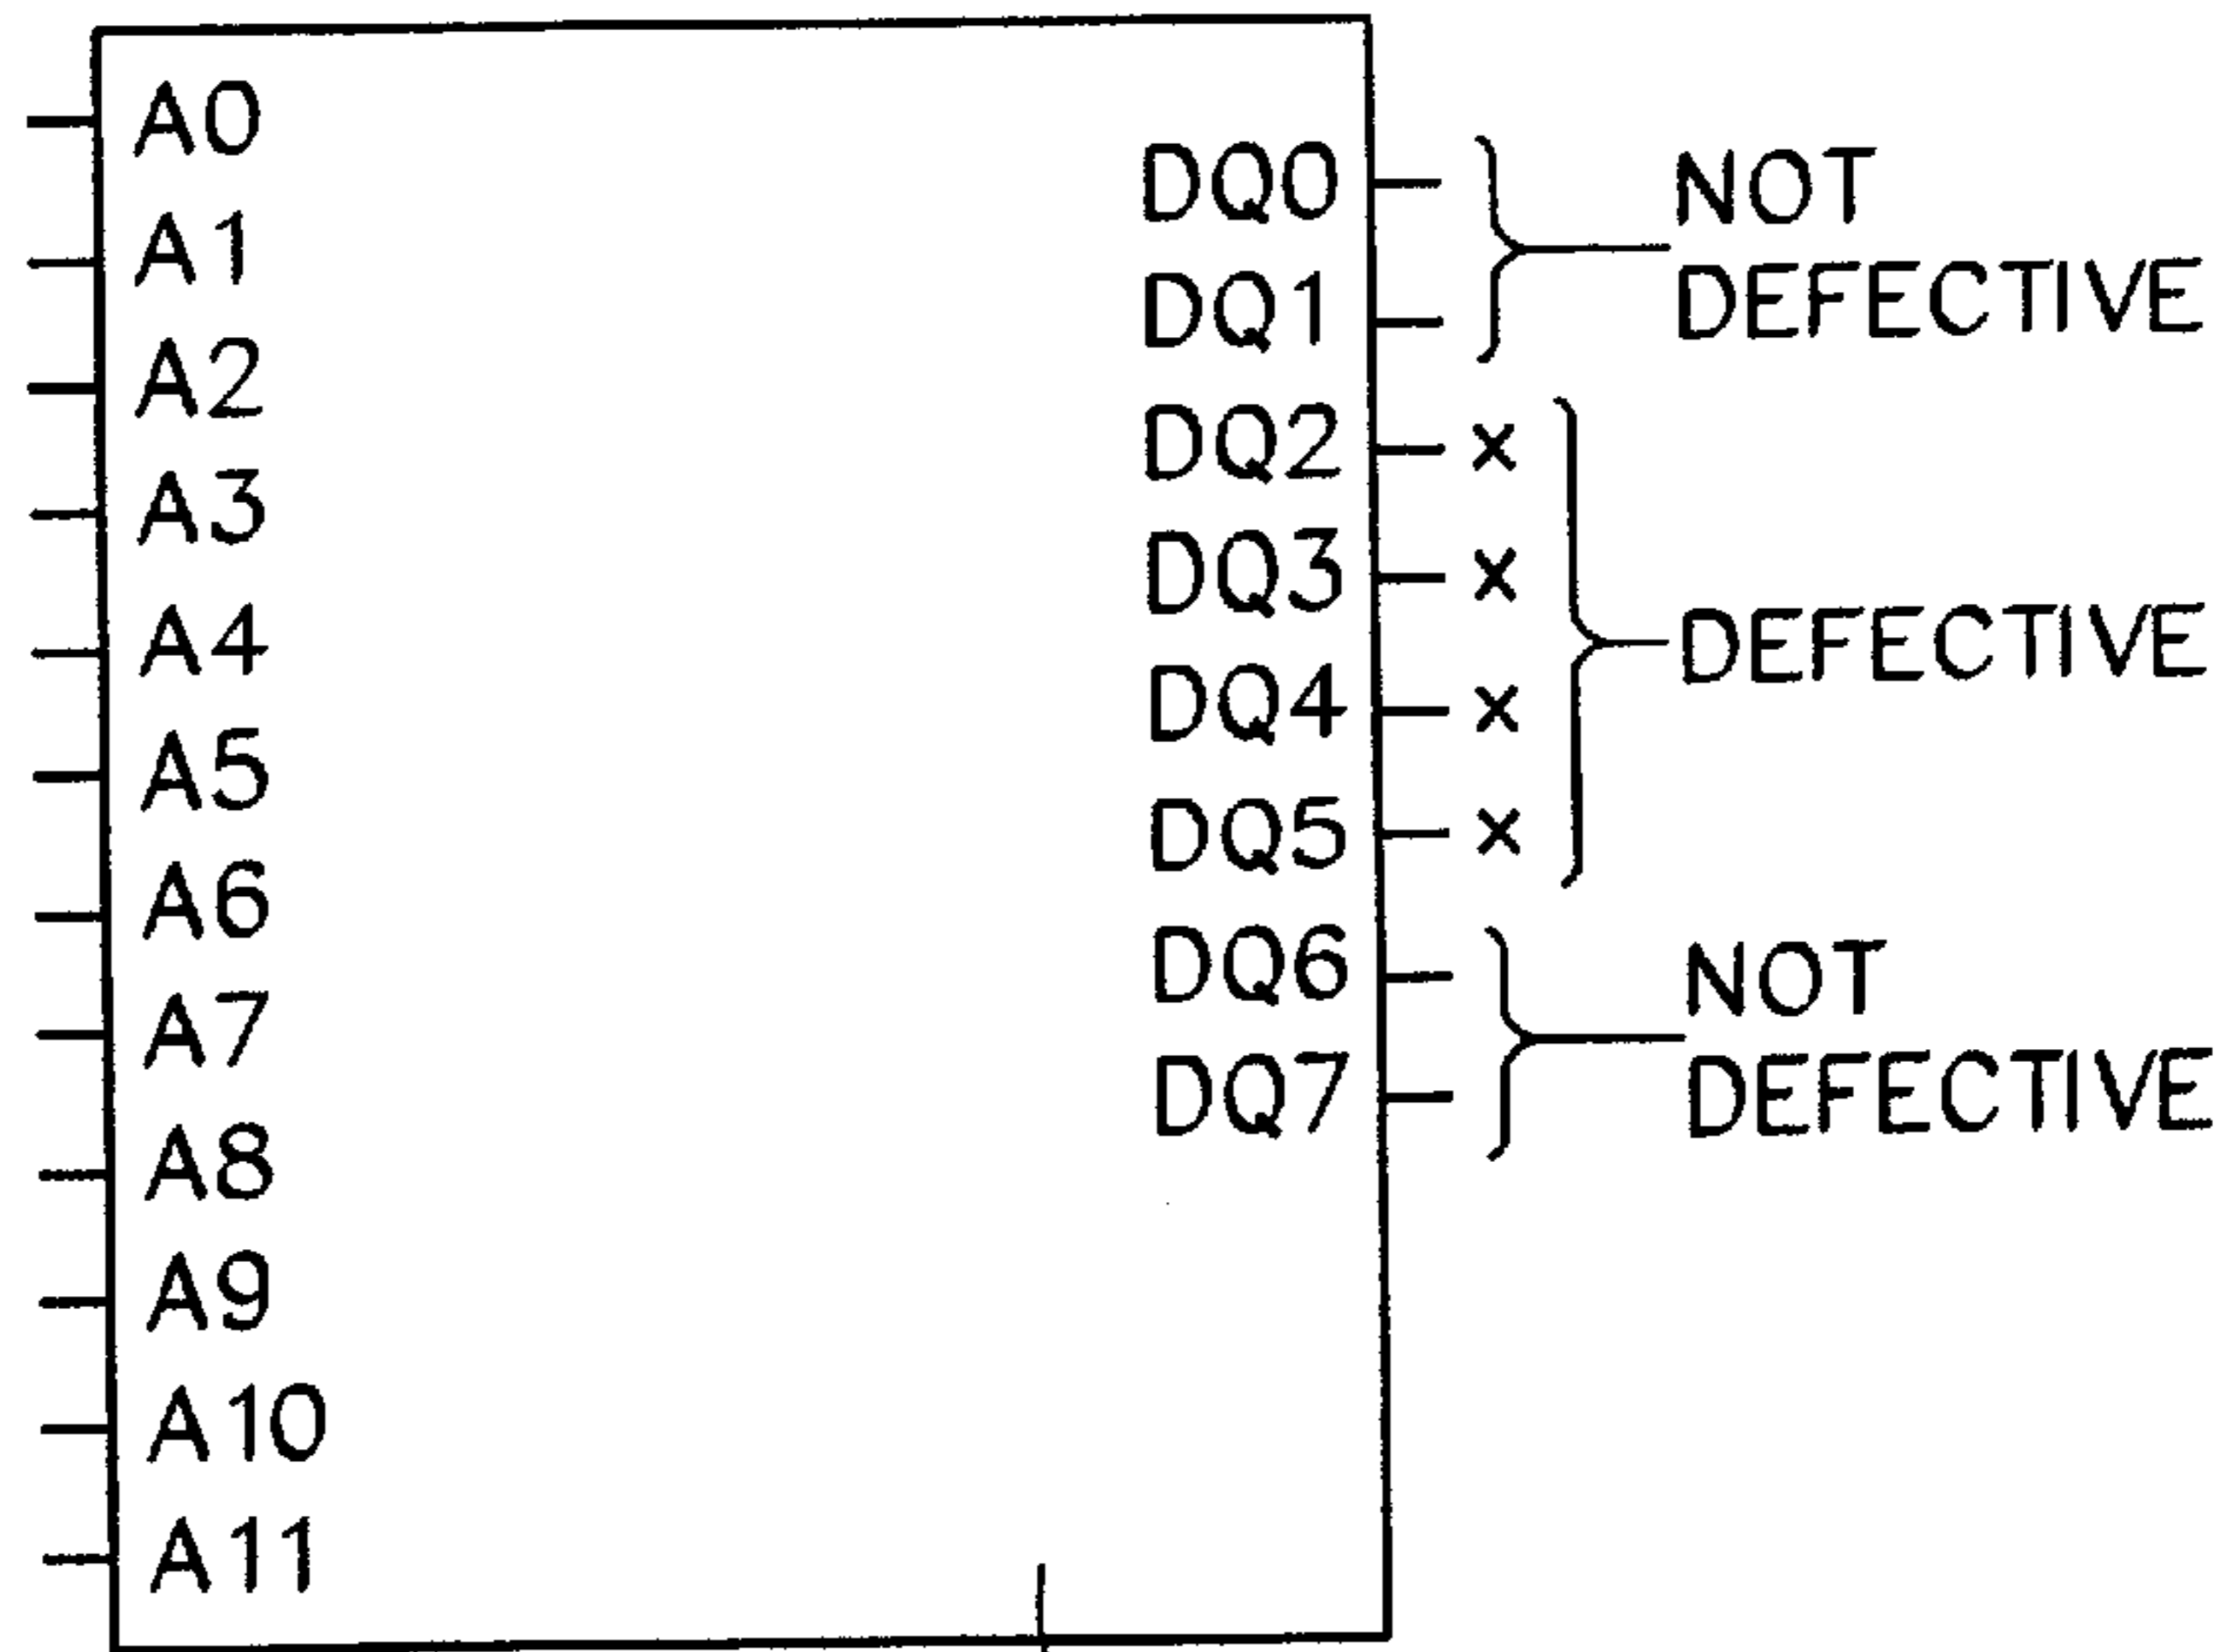 A0
A1
A2
A3
A4
A5
A6
A7
A8
A9
A10
A11
DQ0
DQ1
DQ2 x
DQ3 x
DQ4 x
DQ5 x
DQ6
DQ7
NOT
DEFECTIVE
DEFECTIVE
NOT
DEFECTIVE